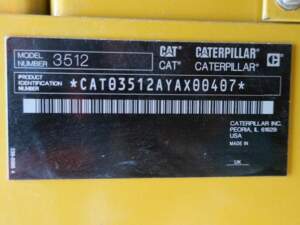 MODEL NUMBER 3512
CAT® CATERPILLAR®
CAT® CATERPILLAR®
PRODUCT IDENTIFICATION NUMBER
*CAT03512AYAX00407*
CATERPILLAR INC.
PEORIA, IL 61629
USA
MADE IN
UK